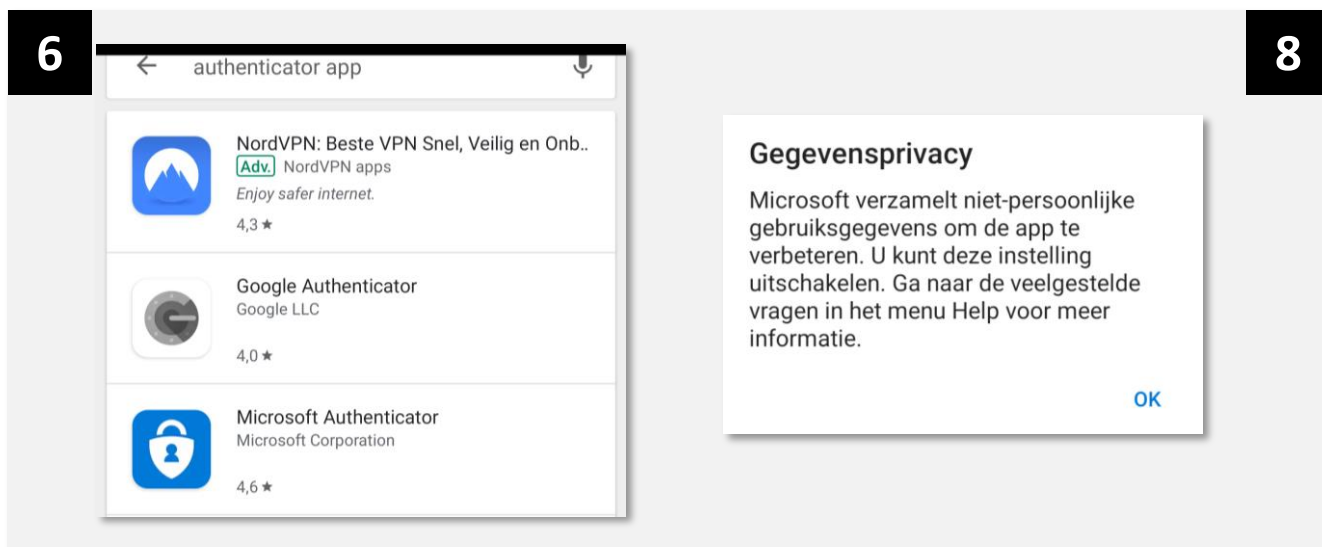 6
authenticator app
NordVPN: Beste VPN Snel, Veilig en Onb..
Adv. NordVPN apps
Enjoy safer internet.
4,3 ★
Google Authenticator
Google LLC
4,0 ★
Microsoft Authenticator
Microsoft Corporation
4,6 ★
8
Gegevensprivacy
Microsoft verzamelt niet-persoonlijke
gebruiksgegevens om de app te
verbeteren. U kunt deze instelling
uitschakelen. Ga naar de veelgestelde
vragen in het menu Help voor meer
informatie.
OK